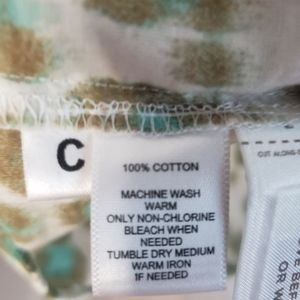 C
100% COTTON
MACHINE WASH
WARM
ONLY NON-CHLORINE
BLEACH WHEN
NEEDED
TUMBLE DRY MEDIUM
WARM IRON
IF NEEDED